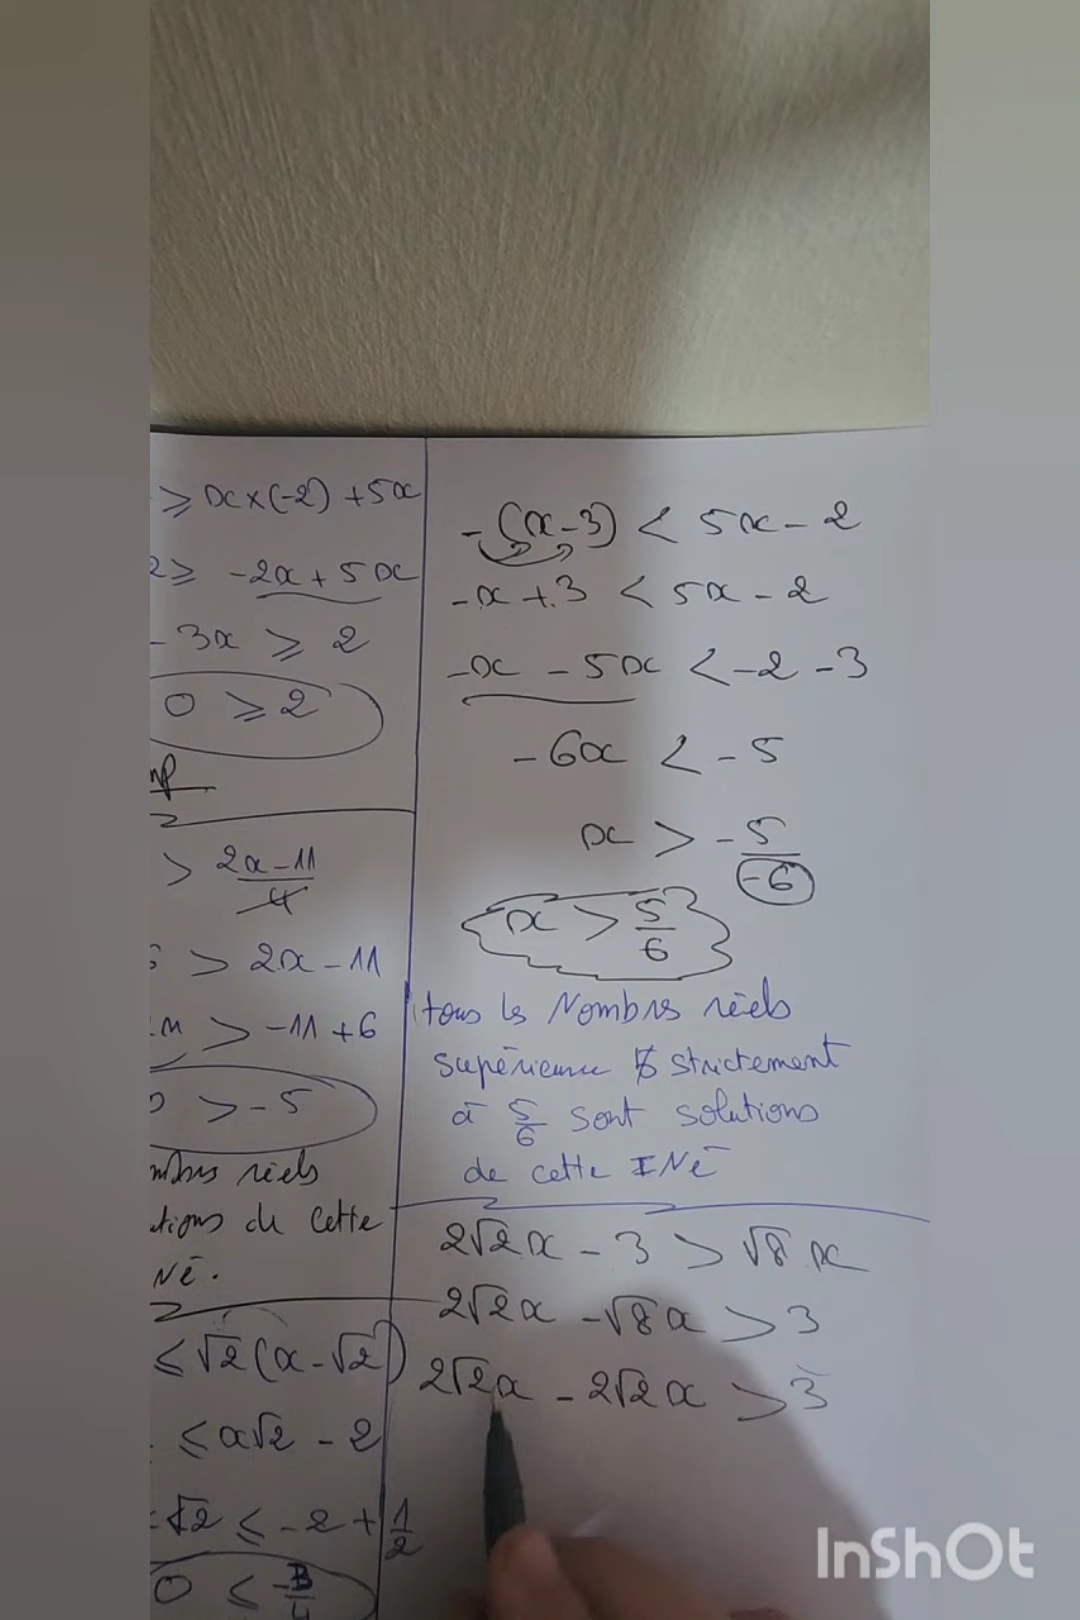 ≥ x×(-2) +5x
2≥ -2x + 5x
- 3x ≥ 2
0 ≥ 2
> 2x-11/4
> 2x-11
> -11+6
> -5
réels
de cette
Né.
≤√2(x-√2)
≤x√2 - 2
√2 ≤ -2 + 1/2
0 ≤
-(x-3) < 5x-2
-x +3 < 5x-2
-x - 5x < -2 -3
-6x < -5
x > -5/-6
x > 5/6
tous les Nombres réels
strictement
à 5/6 sont solutions
de cette INé
2√2x - 3 > √8 x
2√2x - √8x > 3
2√2x - 2√2x > 3
InShOt